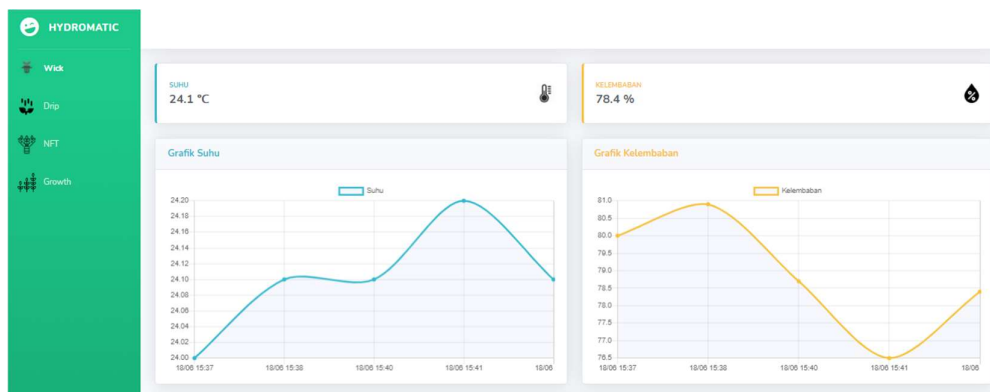 HYDROMATIC
Wick
Drip
NFT
Growth
SUHU
24.1 °C
KELEMBABAN
78.4 %
Grafik Suhu
Suhu
24.20
24.18
24.16
24.14
24.12
24.10
24.08
24.06
24.04
24.02
24.00
18/06 15:37
18/06 15:38
18/06 15:40
18/06 15:41
18/06
Grafik Kelembaban
Kelembaban
81.0
80.5
80.0
79.5
79.0
78.5
78.0
77.5
77.0
76.5
18/06 15:37
18/06 15:38
18/06 15:40
18/06 15:41
18/06